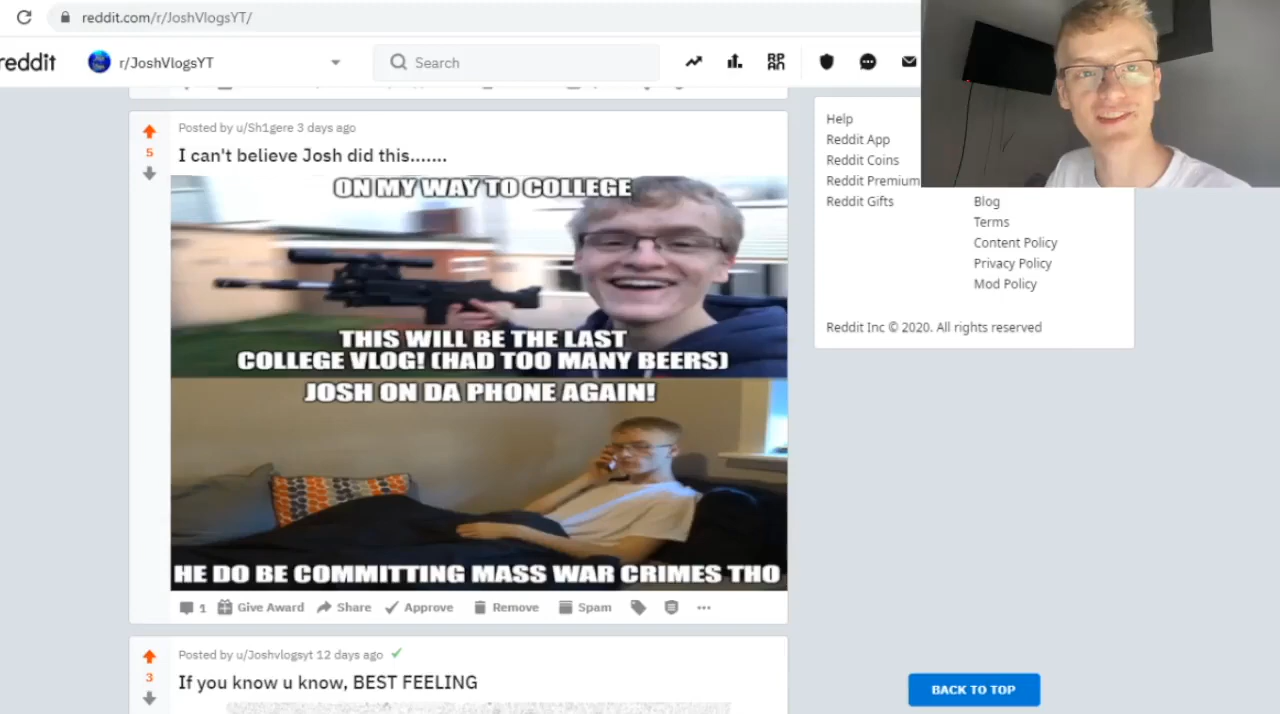 reddit.com/r/JoshVlogsYT/
reddit
r/JoshVlogsYT
Search
Posted by u/Sh1gere 3 days ago
5
I can't believe Josh did this.......
ON MY WAY TO COLLEGE
THIS WILL BE THE LAST
COLLEGE VLOG! (HAD TOO MANY BEERS)
JOSH ON DA PHONE AGAIN!
HE DO BE COMMITTING MASS WAR CRIMES THO
1
Give Award
Share
Approve
Remove
Spam
Posted by u/Joshvlogsyt 12 days ago
3
If you know u know, BEST FEELING
Help
Reddit App
Reddit Coins
Reddit Premium
Reddit Gifts
Blog
Terms
Content Policy
Privacy Policy
Mod Policy
Reddit Inc © 2020. All rights reserved
BACK TO TOP